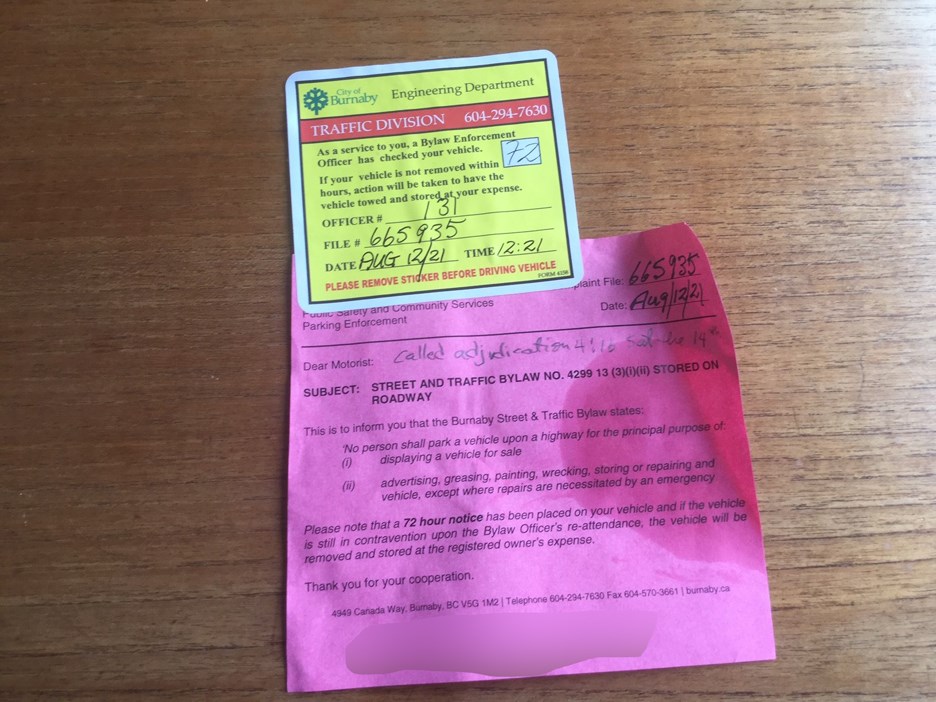 City of
Burnaby
Engineering Department
TRAFFIC DIVISION 604-294-7630
As a service to you, a Bylaw Enforcement
Officer has checked your vehicle.
If your vehicle is not removed within 72
hours, action will be taken to have the
vehicle towed and stored at your expense.
OFFICER # 131
FILE # 665935
DATE AUG 12/21 TIME 12:21
PLEASE REMOVE STICKER BEFORE DRIVING VEHICLE
FORM
plaint File: 665935
Public Safety and Community Services
Date: Aug/12/21
Parking Enforcement
Dear Motorist: Called adjudication 4:16 Sat the 14th
SUBJECT: STREET AND TRAFFIC BYLAW NO. 4299 13 (3)(i)(ii) STORED ON
ROADWAY
This is to inform you that the Burnaby Street & Traffic Bylaw states:
'No person shall park a vehicle upon a highway for the principal purpose of:
(i) displaying a vehicle for sale
(ii) advertising, greasing, painting, wrecking, storing or repairing and
vehicle, except where repairs are necessitated by an emergency
Please note that a 72 hour notice has been placed on your vehicle and if the vehicle
is still in contravention upon the Bylaw Officer's re-attendance, the vehicle will be
removed and stored at the registered owner's expense.
Thank you for your cooperation.
4949 Canada Way, Burnaby, BC V5G 1M2 | Telephone 604-294-7630 Fax 604-570-3661 | burnaby.ca